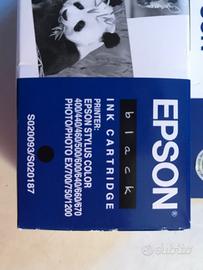 EPSON®
black
INK CARTRIDGE
PRINTER:
EPSON STYLUS COLOR
400/440/460/500/600/640/660/670
PHOTO/PHOTO EX/700/750/1200
S020093/S020187
Subito